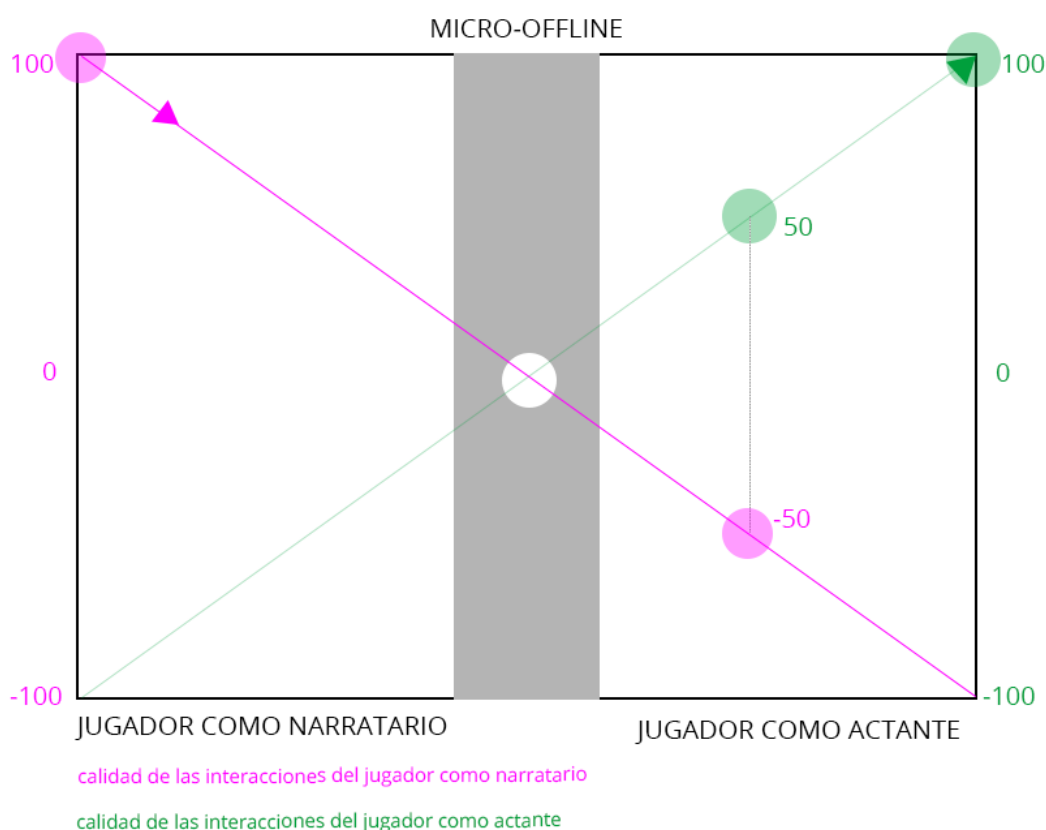 MICRO-OFFLINE
100
100
50
0
0
-50
-100
-100
JUGADOR COMO NARRATARIO
JUGADOR COMO ACTANTE
calidad de las interacciones del jugador como narratario
calidad de las interacciones del jugador como actante